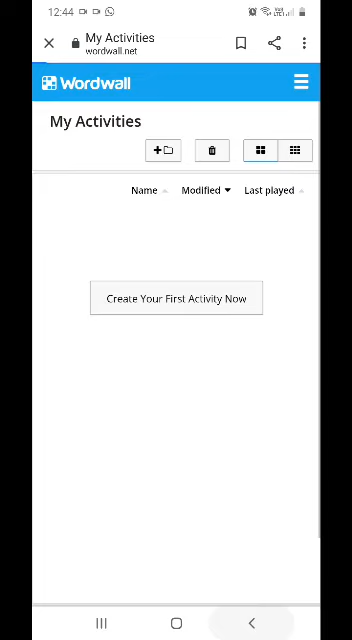 12:44
My Activities
wordwall.net
Wordwall
My Activities
Name Modified Last played
Create Your First Activity Now